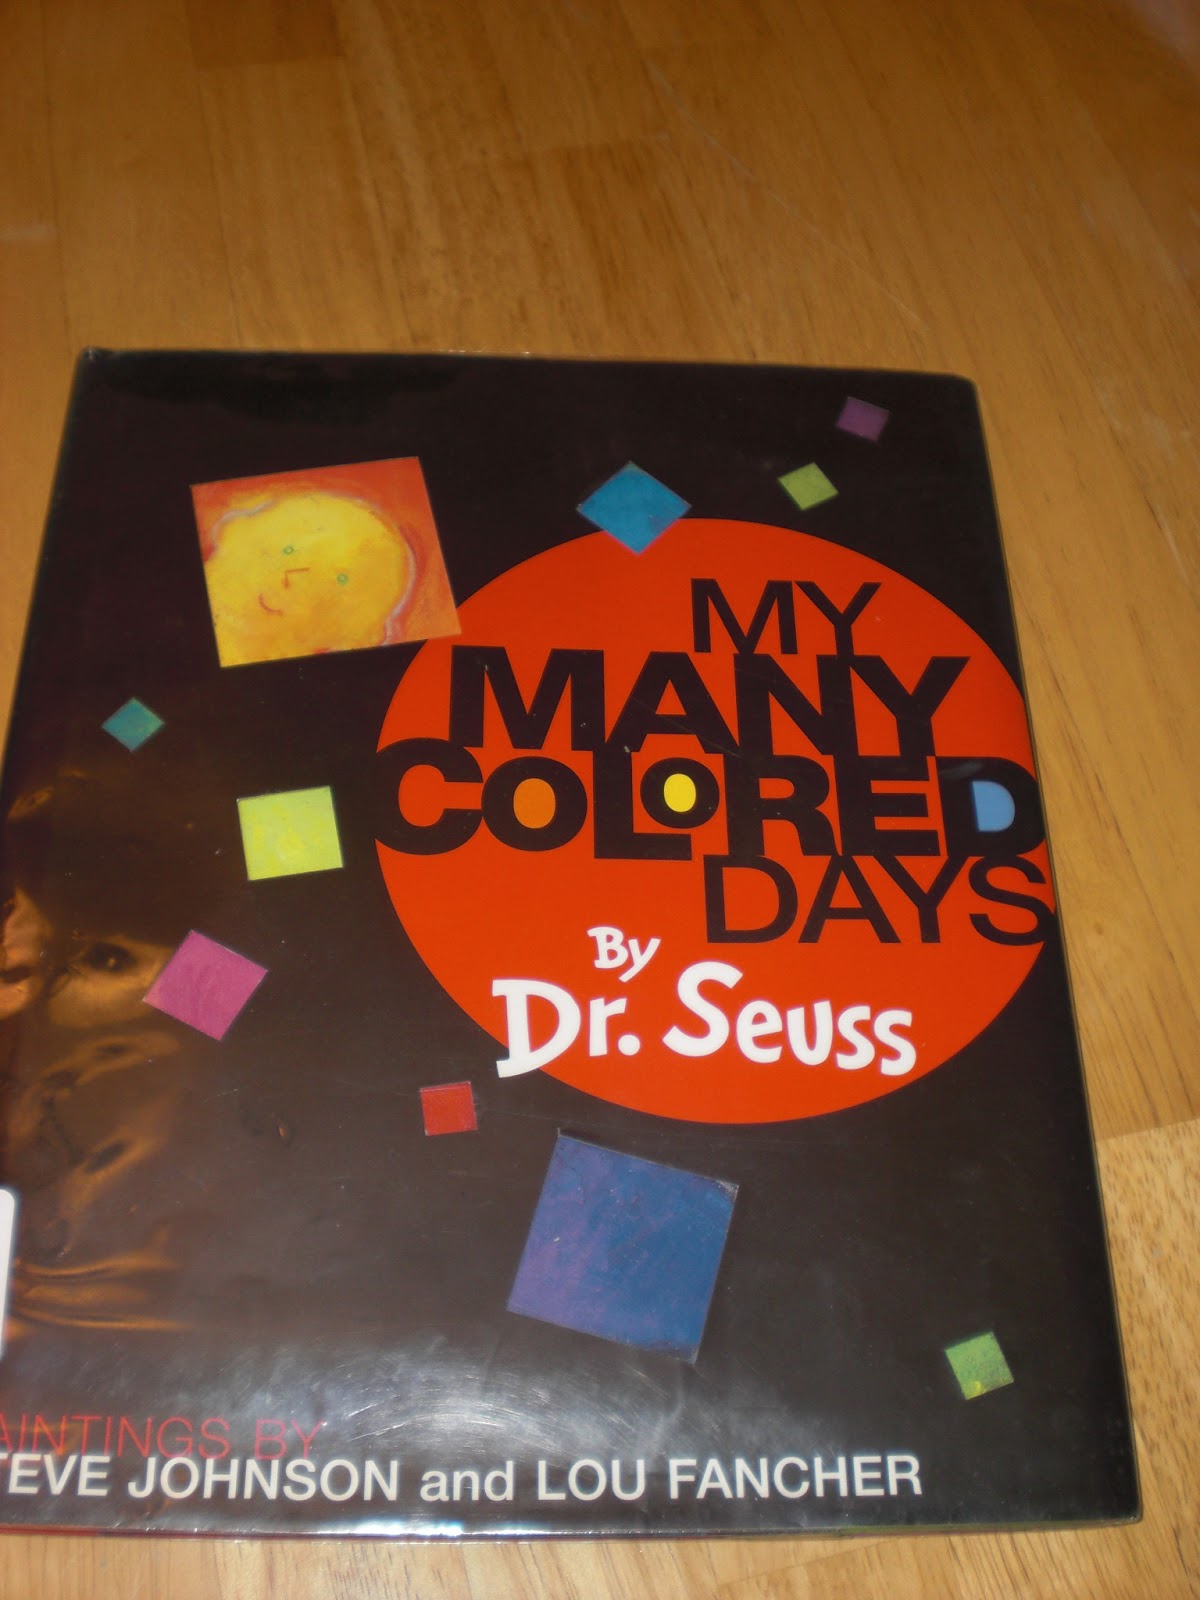 MY
MANY
COLORED
DAYS
By
Dr. Seuss
AINTINGS BY
TEVE JOHNSON and LOU FANCHER